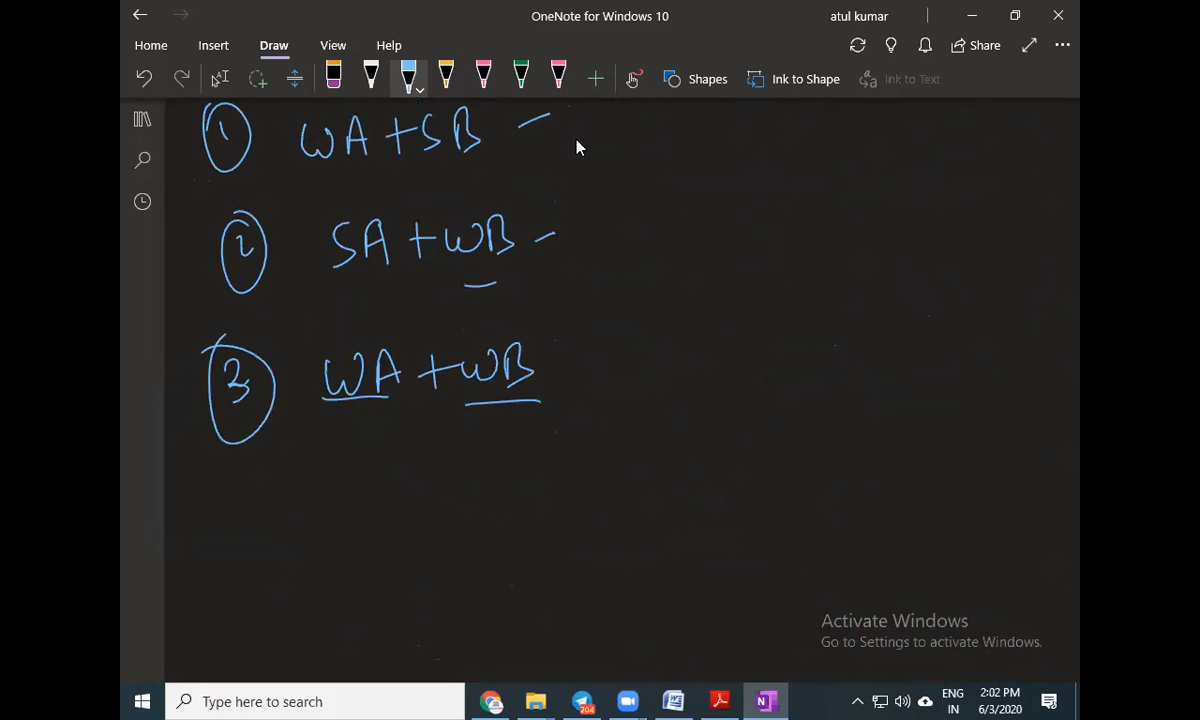 OneNote for Windows 10
atul kumar
Home Insert Draw View Help
Share
Shapes
Ink to Shape
Ink to Text
1 WA + SB -
2 SA + WB -
3 WA + WB
Activate Windows
Go to Settings to activate Windows.
Type here to search
204
ENG
IN
2:02 PM
6/3/2020